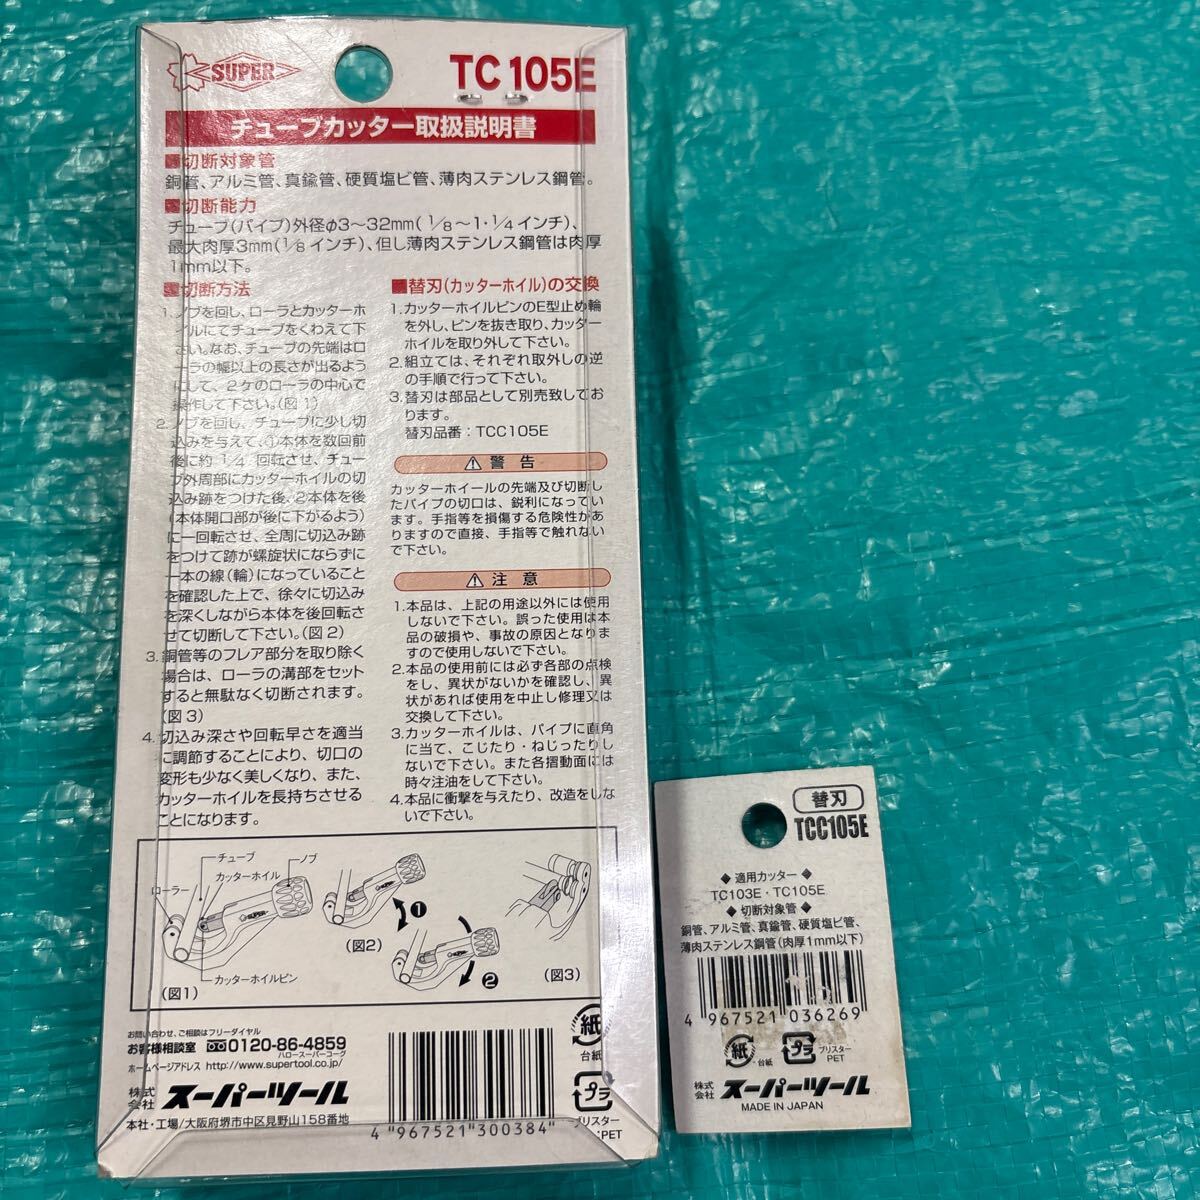 SUPER
TC105E
チューブカッター取扱説明書
■切断対象管
銅管、アルミ管、真鍮管、硬質塩ビ管、薄肉ステンレス鋼管。
■切断能力
チューブ(パイプ)外径φ3～32mm(1/8～1・1/4インチ)、
最大肉厚3mm(1/8インチ)、但し薄肉ステンレス鋼管は肉厚
1mm以下。
■切断方法
1.ノブを回し、ローラとカッターホ
イルにてチューブをくわえて下
さい。なお、チューブの先端はロ
ーラの幅以上の長さが出るよう
にして、2ケのローラの中心で
操作して下さい。(図1)
2.ノブを回し、チューブに少し切
込みを与えて、①本体を数回前
後に約1/4回転させ、チュー
ブ外周部にカッターホイルの切
込み跡をつけた後、2本体を後
(本体開口部が後に下がるよう)
に一回転させ、全周に切込み跡
をつけて跡が螺旋状にならずに
一本の線(輪)になっていること
を確認した上で、徐々に切込み
を深くしながら本体を後回転さ
せて切断して下さい。(図2)
3.銅管等のフレア部分を取り除く
場合は、ローラの溝部をセット
すると無駄なく切断されます。
(図3)
4.切込み深さや回転早さを適当
に調節することにより、切口の
変形も少なく美しくなり、また、
カッターホイルを長持ちさせる
ことになります。
■替刃(カッターホイル)の交換
1.カッターホイルピンのE型止め輪
を外し、ピンを抜き取り、カッター
ホイルを取り外して下さい。
2.組立ては、それぞれ取外しの逆
の手順で行って下さい。
3.替刃は部品として別売致してお
ります。
替刃品番：TCC105E
⚠ 警告
カッターホイールの先端及び切断し
たパイプの切口は、鋭利になってい
ます。手指等を損傷する危険性があ
りますので直接、手指等で触れない
で下さい。
⚠ 注意
1.本品は、上記の用途以外には使用
しないで下さい。誤った使用は本
品の破損や、事故の原因となりま
すので使用しないで下さい。
2.本品の使用前には必ず各部の点検
をし、異状がないかを確認し、異
状があれば使用を中止し修理又は
交換して下さい。
3.カッターホイルは、パイプに直角
に当て、こじたり・ねじったりし
ないで下さい。また各摺動面には
時々注油をして下さい。
4.本品に衝撃を与えたり、改造をしな
いで下さい。
チューブ
ノブ
カッターホイル
ローラー
SUPER
カッターホイルピン
(図1)
❶
(図2)
❷
(図3)
お問い合わせ、ご相談はフリーダイヤル
お客様相談室 0120-86-4859
ハロースーパーコーグ
ホームページアドレス http://www.supertool.co.jp/
株式会社 スーパーツール
本社・工場/大阪府堺市中区見野山158番地
4 967521 300384
紙
台紙
プラ
ブリスター
PET
替刃
TCC105E
◆ 適用カッター ◆
TC103E・TC105E
◆ 切断対象管 ◆
銅管、アルミ管、真鍮管、硬質塩ビ管、
薄肉ステンレス鋼管(肉厚1mm以下)
4 967521 036269
紙 台紙
プラ ブリスター PET
株式会社 スーパーツール
MADE IN JAPAN